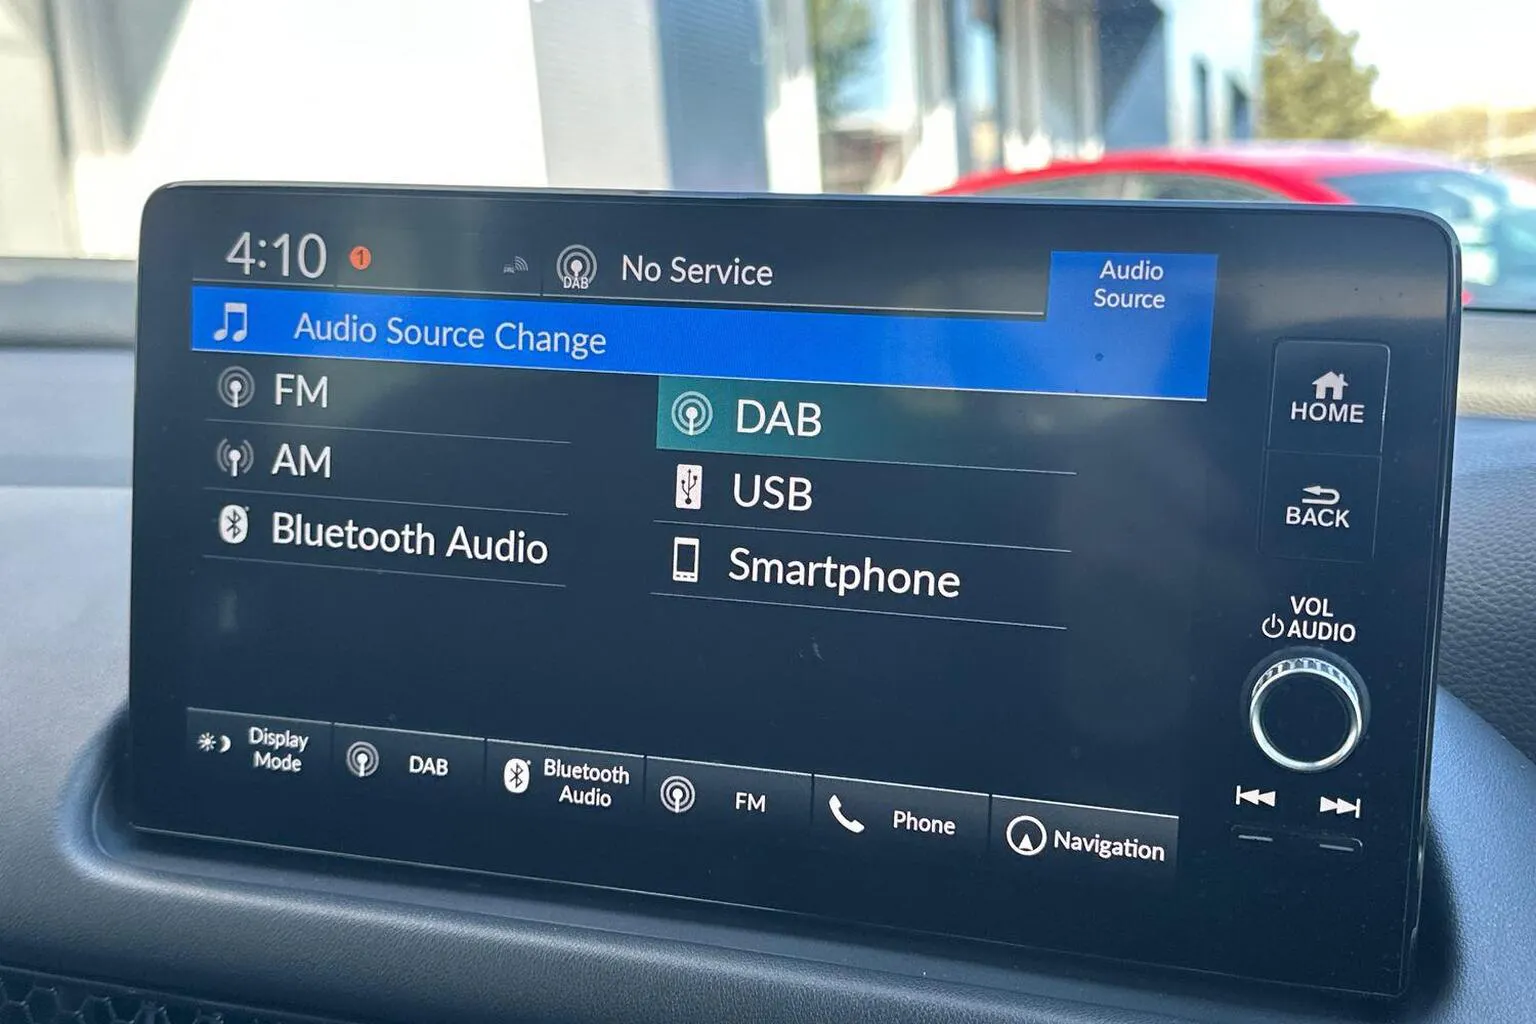 4:10 1
DAB
No Service
Audio
Source
Audio Source Change
FM
DAB
AM
USB
Bluetooth Audio
Smartphone
HOME
BACK
VOL
AUDIO
Display
Mode
DAB
Bluetooth
Audio
FM
Phone
Navigation